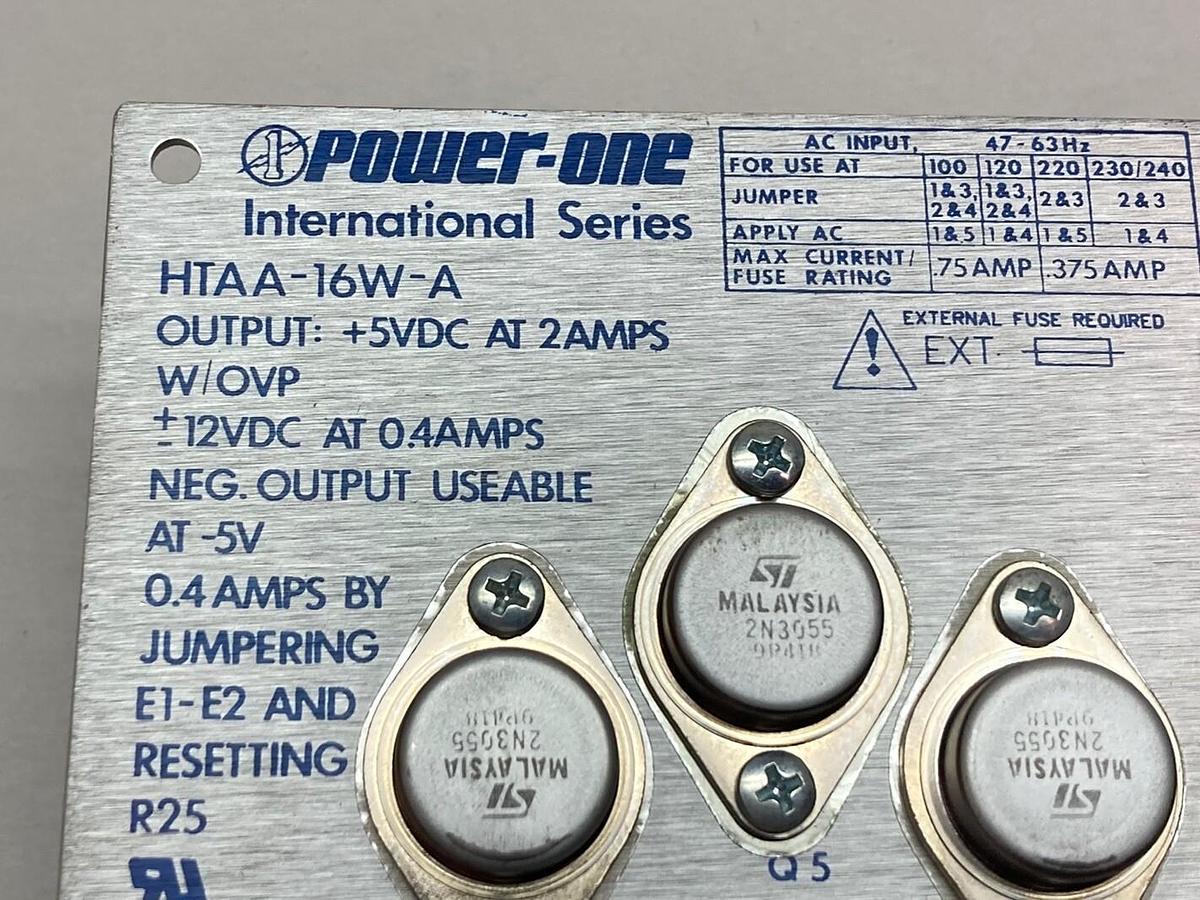 POWER-ONE
International Series
HTAA-16W-A
OUTPUT: +5VDC AT 2AMPS
W/OVP
±12VDC AT 0.4AMPS
NEG. OUTPUT USEABLE
AT -5V
0.4 AMPS BY
JUMPERING
E1-E2 AND
RESETTING
R25
AC INPUT, 47-63Hz
FOR USE AT 100 120 220 230/240
JUMPER 1&3, 2&4 1&3, 2&4 2&3 2&3
APPLY AC 1&5 1&4 1&5 1&4
MAX CURRENT/ FUSE RATING .75AMP .375AMP
EXTERNAL FUSE REQUIRED
! EXT.
ST
MALAYSIA
2N3055
9P418
ST
MALAYSIA
2N3055
9P418
ST
MALAYSIA
2N3055
9P418
Q5